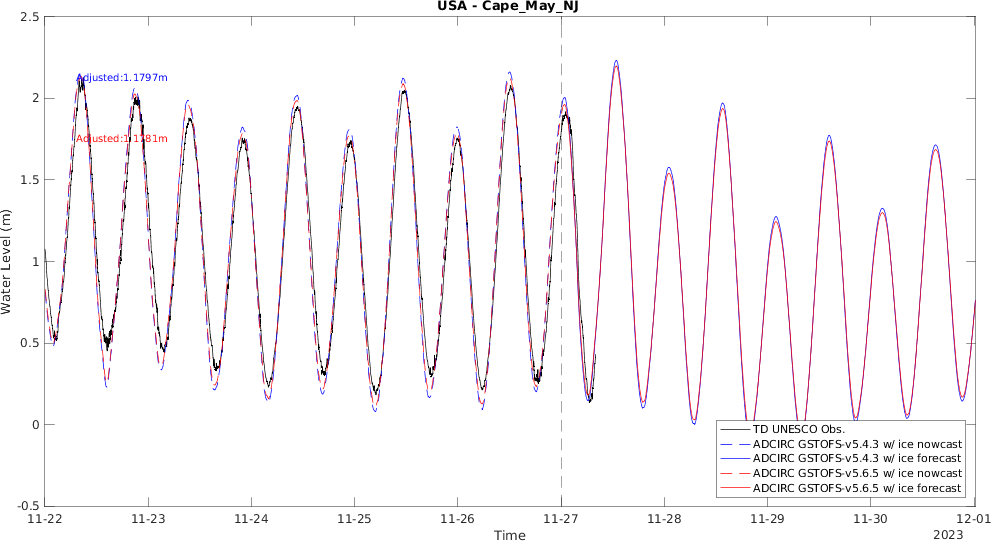 USA - Cape_May_NJ
2.5
2
1.5
1
0.5
0
-0.5
Water Level (m)
Adjusted:1.1797m
Adjusted:1.1781m
TD UNESCO Obs.
ADCIRC GSTOFS-v5.4.3 w/ ice nowcast
ADCIRC GSTOFS-v5.4.3 w/ ice forecast
ADCIRC GSTOFS-v5.6.5 w/ ice nowcast
ADCIRC GSTOFS-v5.6.5 w/ ice forecast
11-22 11-23 11-24 11-25 11-26 11-27 11-28 11-29 11-30 12-01
Time
2023